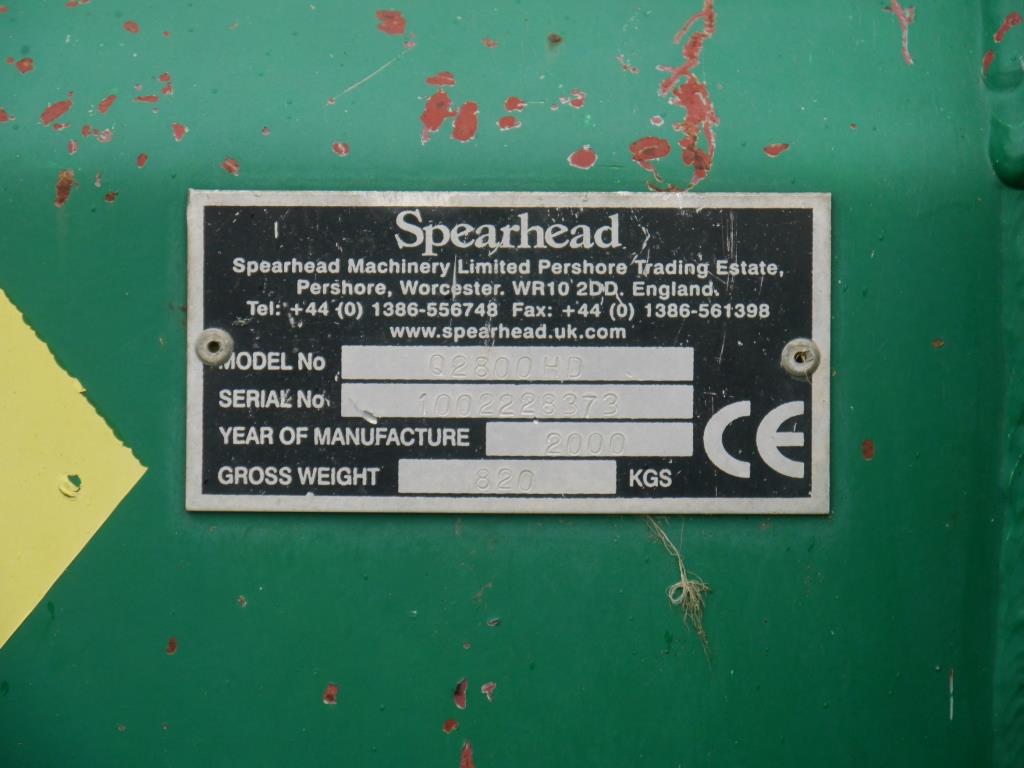 Spearhead
Spearhead Machinery Limited Pershore Trading Estate,
Pershore, Worcester. WR10 2DD, England.
Tel: +44 (0) 1386-556748 Fax: +44 (0) 1386-561398
www.spearhead.uk.com
MODEL No Q2800HD
SERIAL No 1002228373
YEAR OF MANUFACTURE 2000
GROSS WEIGHT 820 KGS
CE